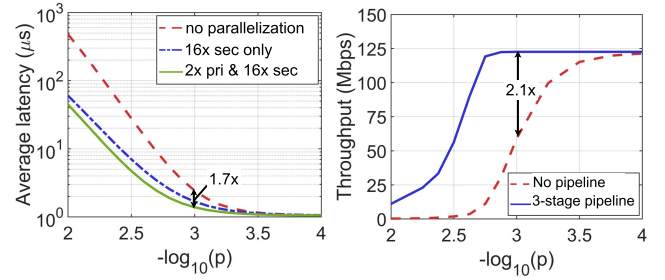 Average latency (μs)
10³
10²
10¹
10⁰
no parallelization
16x sec only
2x pri & 16x sec
1.7x
2 2.5 3 3.5 4
-log₁₀(p)
Throughput (Mbps)
150
125
100
75
50
25
0
2.1x
No pipeline
3-stage pipeline
2 2.5 3 3.5 4
-log₁₀(p)